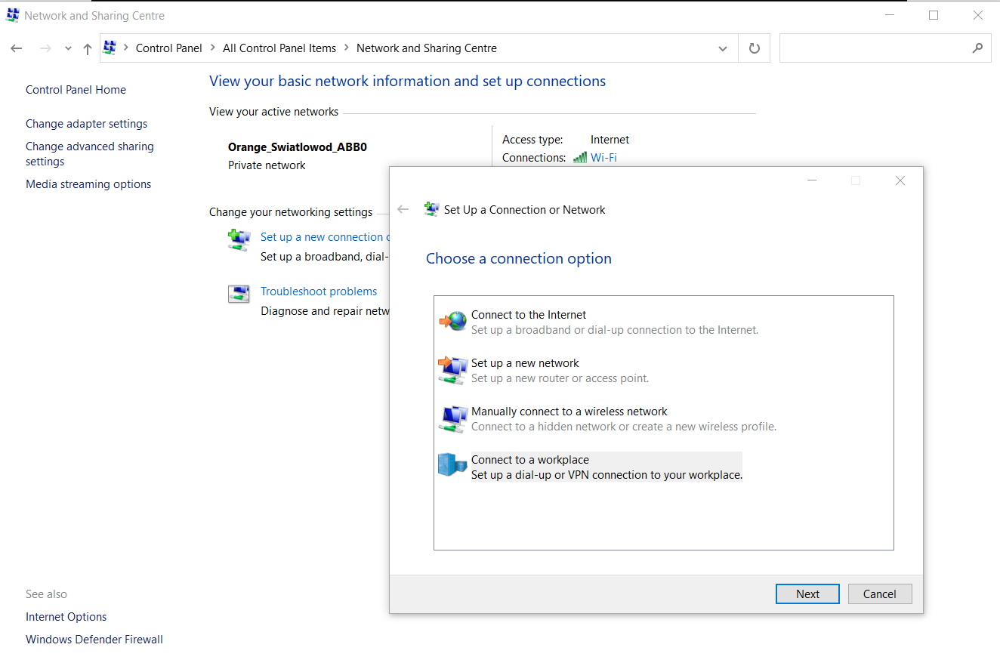 Network and Sharing Centre
Control Panel > All Control Panel Items > Network and Sharing Centre
Control Panel Home
Change adapter settings
Change advanced sharing
settings
Media streaming options
See also
Internet Options
Windows Defender Firewall
View your basic network information and set up connections
View your active networks
Orange_Swiatlowod_ABB0
Private network
Access type: Internet
Connections: Wi-Fi
Change your networking settings
Set up a new connection
Set up a broadband, dial-
Troubleshoot problems
Diagnose and repair netw
Set Up a Connection or Network
Choose a connection option
Connect to the Internet
Set up a broadband or dial-up connection to the Internet.
Set up a new network
Set up a new router or access point.
Manually connect to a wireless network
Connect to a hidden network or create a new wireless profile.
Connect to a workplace
Set up a dial-up or VPN connection to your workplace.
Next
Cancel